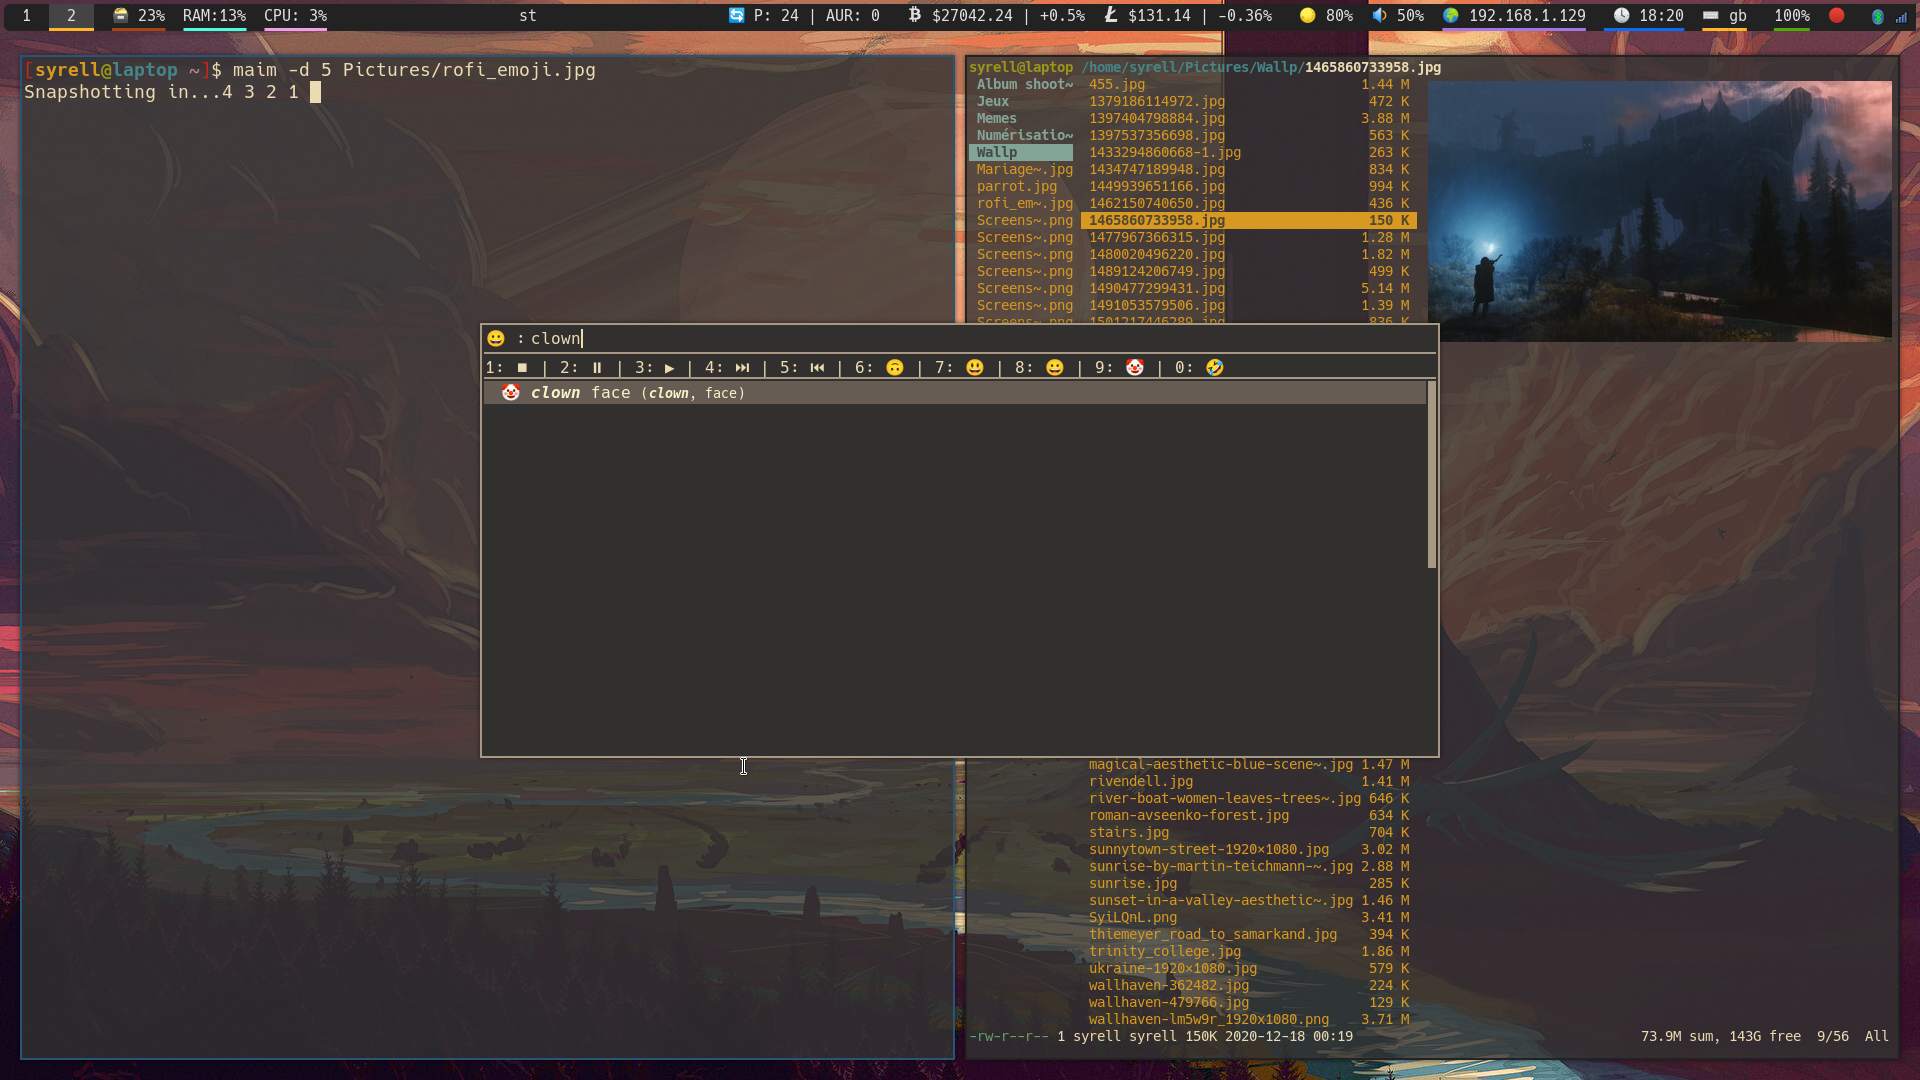 1 2 🗃 23% RAM:13% CPU: 3% st 🔄 P: 24 | AUR: 0 ₿ $27042.24 | +0.5% Ł $131.14 | -0.36% 🟡 80% 🔉 50% 🌍 192.168.1.129 🕓 18:20 ⌨ gb 100% 🔴
[syrell@laptop ~]$ maim -d 5 Pictures/rofi_emoji.jpg
Snapshotting in...4 3 2 1
syrell@laptop /home/syrell/Pictures/Wallp/1465860733958.jpg
Album shoot~ 455.jpg 1.44 M
Jeux 1379186114972.jpg 472 K
Memes 1397404798884.jpg 3.88 M
Numérisatio~ 1397537356698.jpg 563 K
Wallp 1433294860668-1.jpg 263 K
Mariage~.jpg 1434747189948.jpg 834 K
parrot.jpg 1449939651166.jpg 994 K
rofi_em~.jpg 1462150740650.jpg 436 K
Screens~.png 1465860733958.jpg 150 K
Screens~.png 1477967366315.jpg 1.28 M
Screens~.png 1480020496220.jpg 1.82 M
Screens~.png 1489124206749.jpg 499 K
Screens~.png 1490477299431.jpg 5.14 M
Screens~.png 1491053579506.jpg 1.39 M
Screens~.png 1501217446289.jpg 836 K
😀 : clown
1: ⏹ | 2: ⏸ | 3: ▶ | 4: ⏭ | 5: ⏮ | 6: 🙃 | 7: 😃 | 8: 😀 | 9: 🤡 | 0: 🤣
🤡 clown face (clown, face)
magical-aesthetic-blue-scene~.jpg 1.47 M
rivendell.jpg 1.41 M
river-boat-women-leaves-trees~.jpg 646 K
roman-avseenko-forest.jpg 634 K
stairs.jpg 704 K
sunnytown-street-1920×1080.jpg 3.02 M
sunrise-by-martin-teichmann-~.jpg 2.88 M
sunrise.jpg 285 K
sunset-in-a-valley-aesthetic~.jpg 1.46 M
SyiLQnL.png 3.41 M
thiemeyer_road_to_samarkand.jpg 394 K
trinity_college.jpg 1.86 M
ukraine-1920×1080.jpg 579 K
wallhaven-362482.jpg 224 K
wallhaven-479766.jpg 129 K
wallhaven-lm5w9r_1920x1080.png 3.71 M
-rw-r--r-- 1 syrell syrell 150K 2020-12-18 00:19 73.9M sum, 143G free 9/56 All